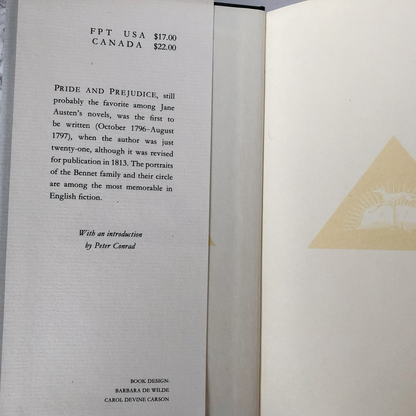 FPT USA $17.00
CANADA $22.00
PRIDE AND PREJUDICE, still
probably the favorite among Jane
Austen's novels, was the first to
be written (October 1796–August
1797), when the author was just
twenty-one, although it was revised
for publication in 1813. The portraits
of the Bennet family and their circle
are among the most memorable in
English fiction.
With an introduction
by Peter Conrad
BOOK DESIGN:
BARBARA DE WILDE
CAROL DEVINE CARSON